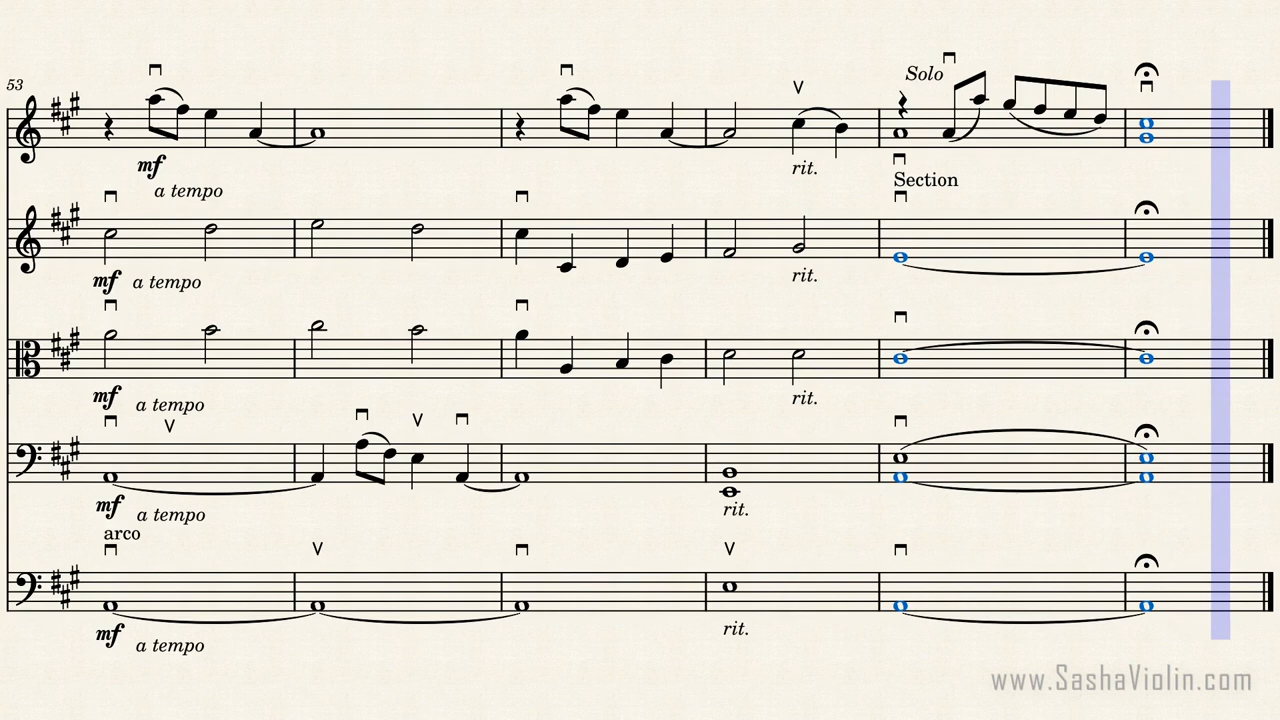 53
Solo
mf
a tempo
rit.
Section
mf
a tempo
rit.
mf
a tempo
rit.
mf
a tempo
rit.
arco
mf
a tempo
rit.
www.SashaViolin.com